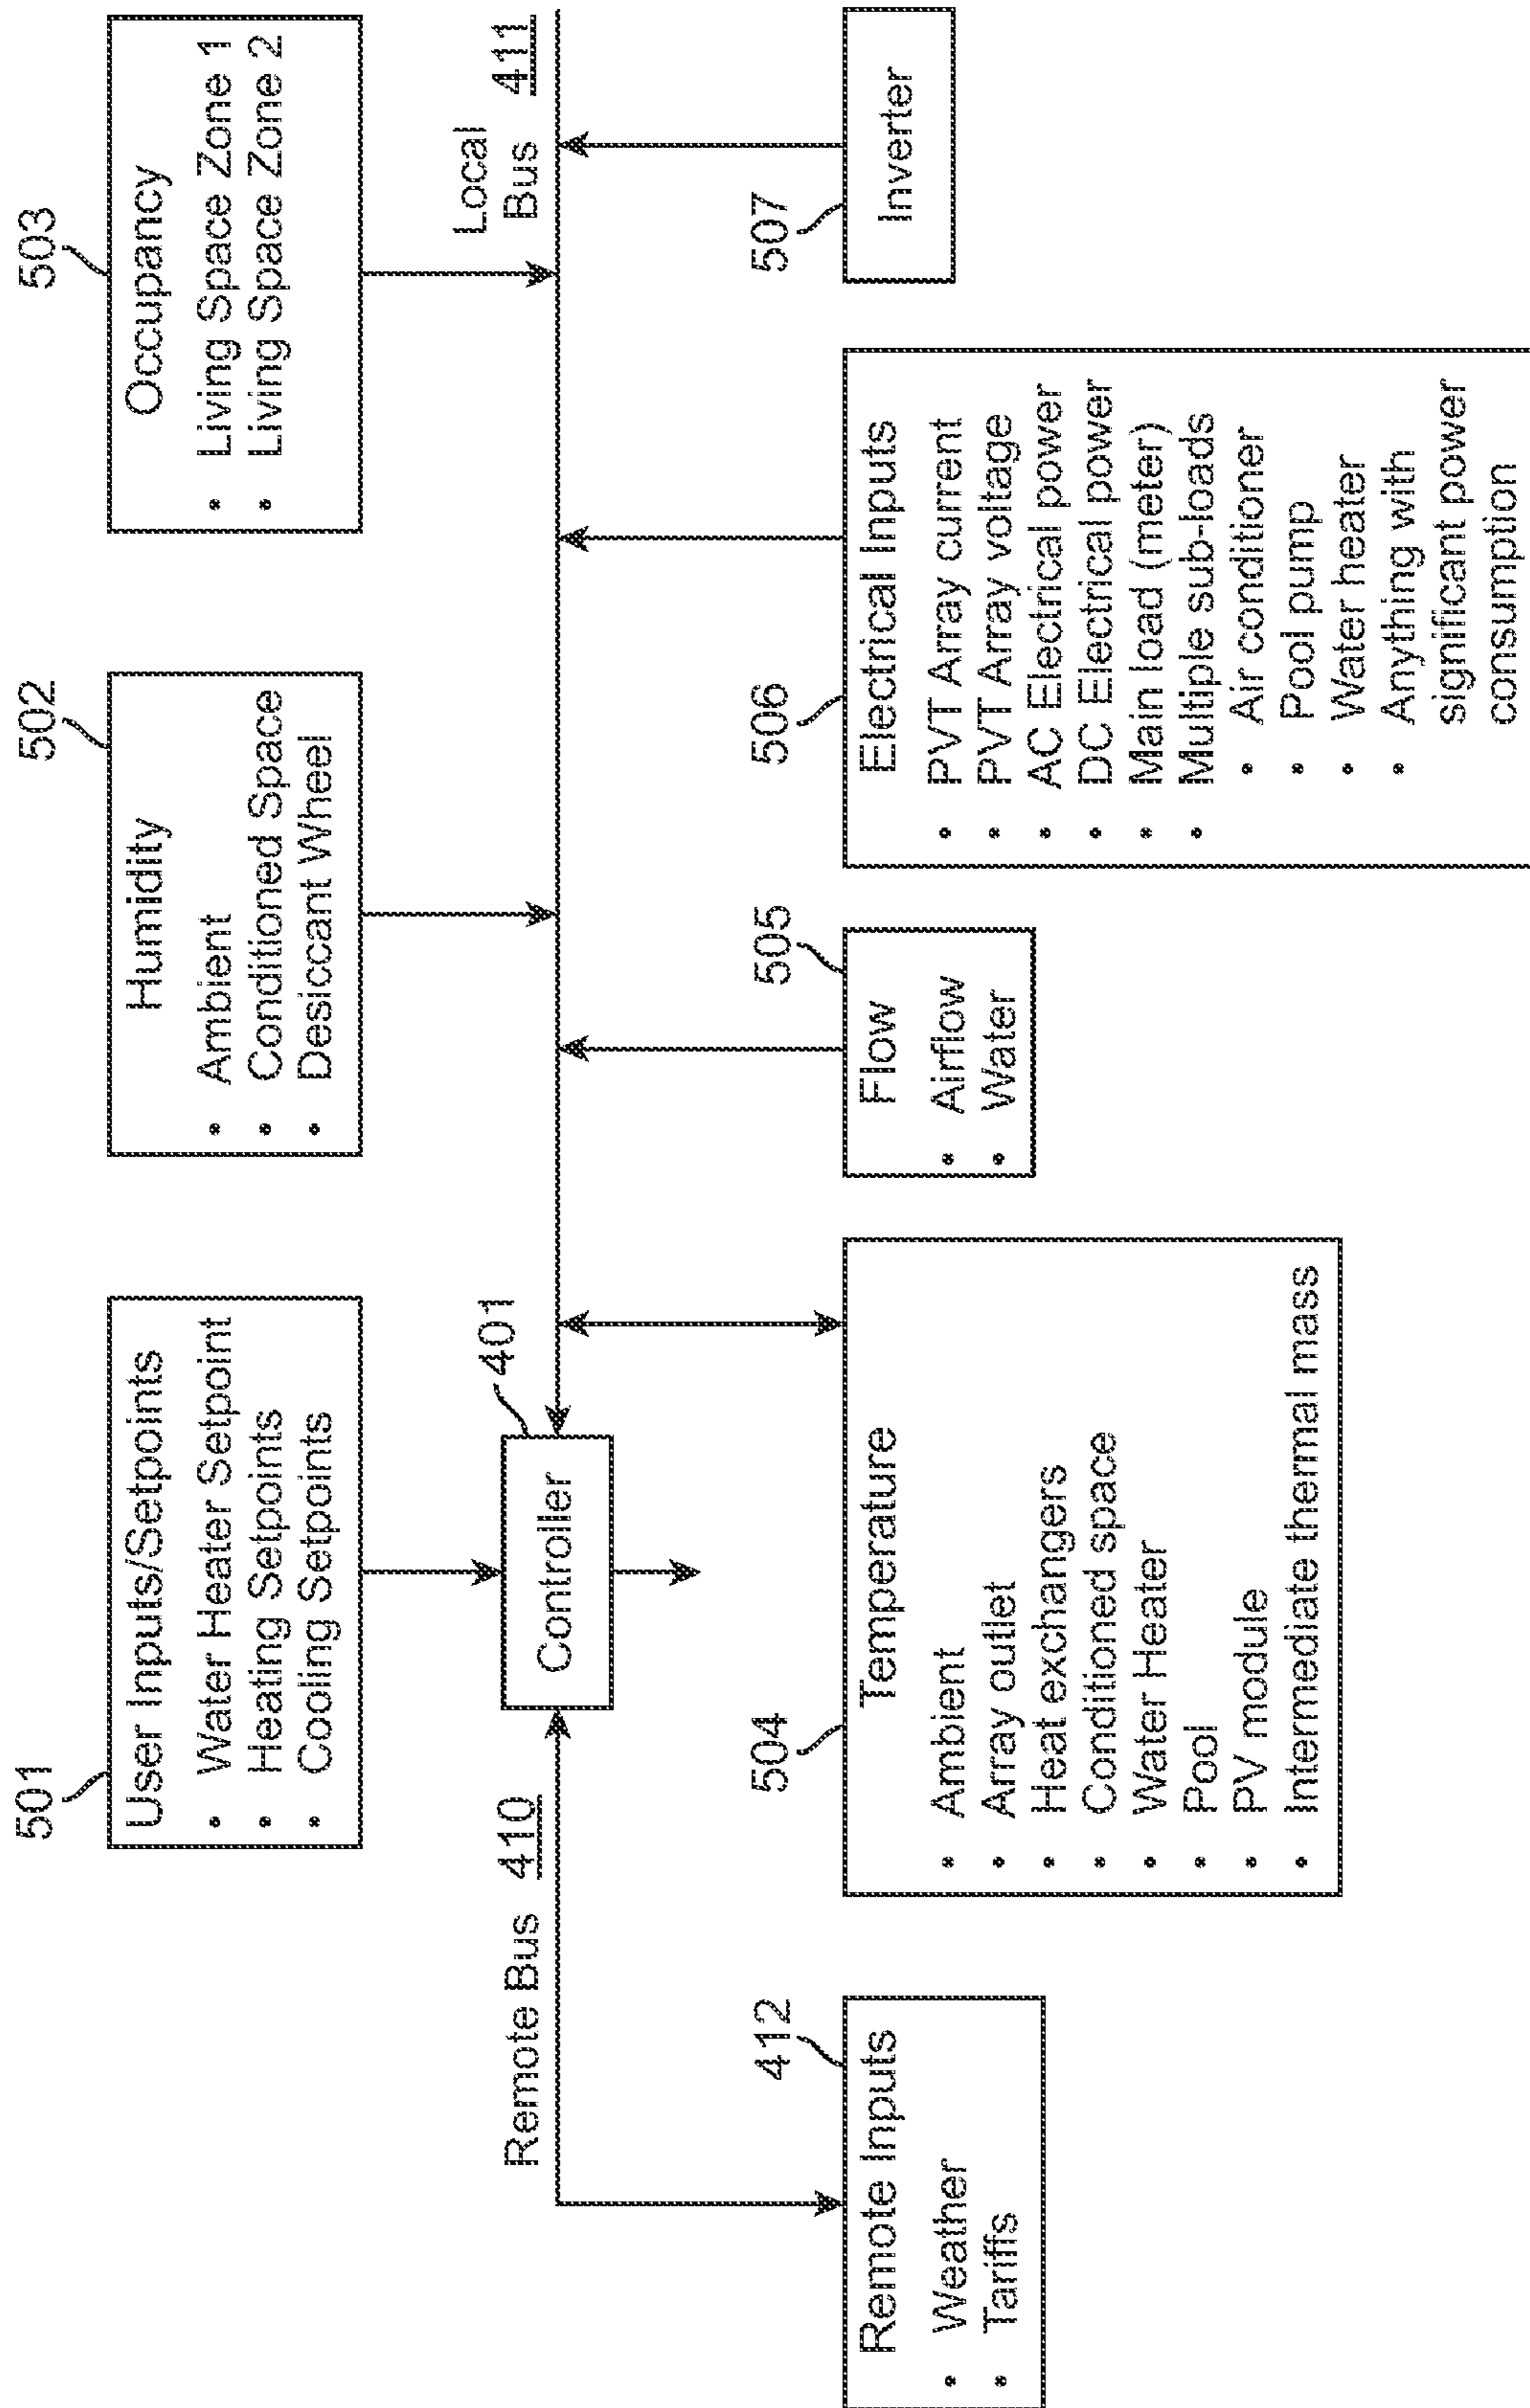 501
User Inputs/Setpoints
• Water Heater Setpoint
• Heating Setpoints
• Cooling Setpoints
502
Humidity
• Ambient
• Conditioned Space
• Desiccant Wheel
503
Occupancy
• Living Space Zone 1
• Living Space Zone 2
Remote Bus 410
401
Controller
Local
Bus 411
412
Remote Inputs
• Weather
• Tariffs
504
Temperature
• Ambient
• Array outlet
• Heat exchangers
• Conditioned space
• Water Heater
• Pool
• PV module
• Intermediate thermal mass
505
Flow
• Airflow
• Water
506
Electrical Inputs
• PVT Array current
• PVT Array voltage
• AC Electrical power
• DC Electrical power
• Main load (meter)
• Multiple sub-loads
• Air conditioner
• Pool pump
• Water heater
• Anything with
significant power
consumption
507
Inverter